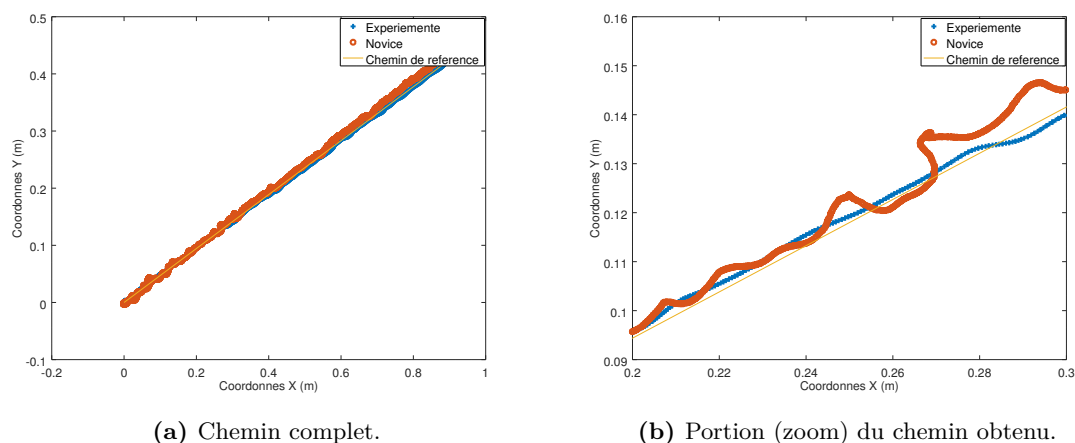 0.5
0.4
0.3
0.2
0.1
0
-0.1
Coordonnes Y (m)
-0.2
0
0.2
0.4
0.6
0.8
1
Coordonnes X (m)
Experiemente
Novice
Chemin de reference
(a) Chemin complet.
0.16
0.15
0.14
0.13
0.12
0.11
0.1
0.09
Coordonnes Y (m)
0.2
0.22
0.24
0.26
0.28
0.3
Coordonnes X (m)
Experiemente
Novice
Chemin de reference
(b) Portion (zoom) du chemin obtenu.